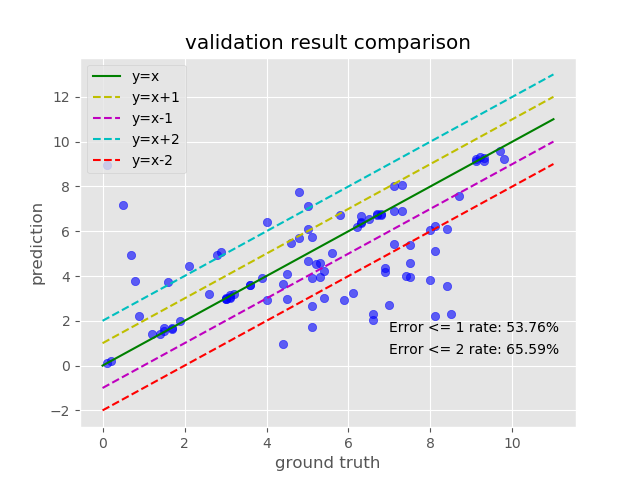 validation result comparison
y=x
y=x+1
y=x-1
y=x+2
y=x-2
12
10
8
6
4
2
0
−2
prediction
Error <= 1 rate: 53.76%
Error <= 2 rate: 65.59%
0 2 4 6 8 10
ground truth